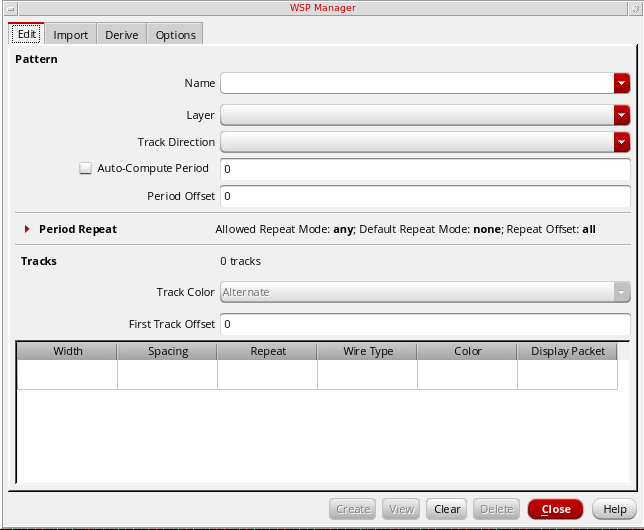 WSP Manager
Edit Import Derive Options
Pattern
Name
Layer
Track Direction
Auto-Compute Period 0
Period Offset 0
Period Repeat Allowed Repeat Mode: any; Default Repeat Mode: none; Repeat Offset: all
Tracks 0 tracks
Track Color Alternate
First Track Offset 0
Width Spacing Repeat Wire Type Color Display Packet
Create View Clear Delete Close Help